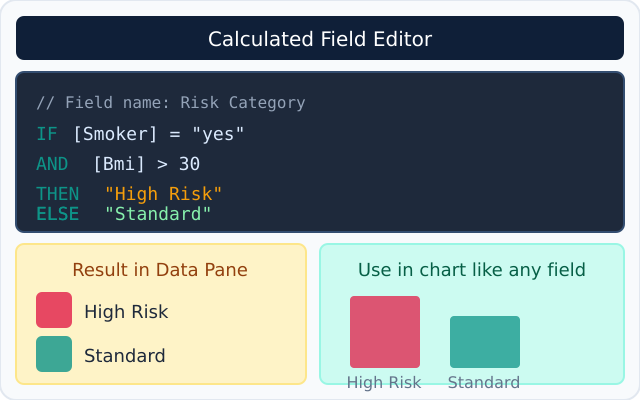 Calculated Field Editor
// Field name: Risk Category
IF [Smoker] = "yes"
AND [Bmi] > 30
THEN "High Risk"
ELSE "Standard"
Result in Data Pane
High Risk
Standard
Use in chart like any field
High Risk Standard